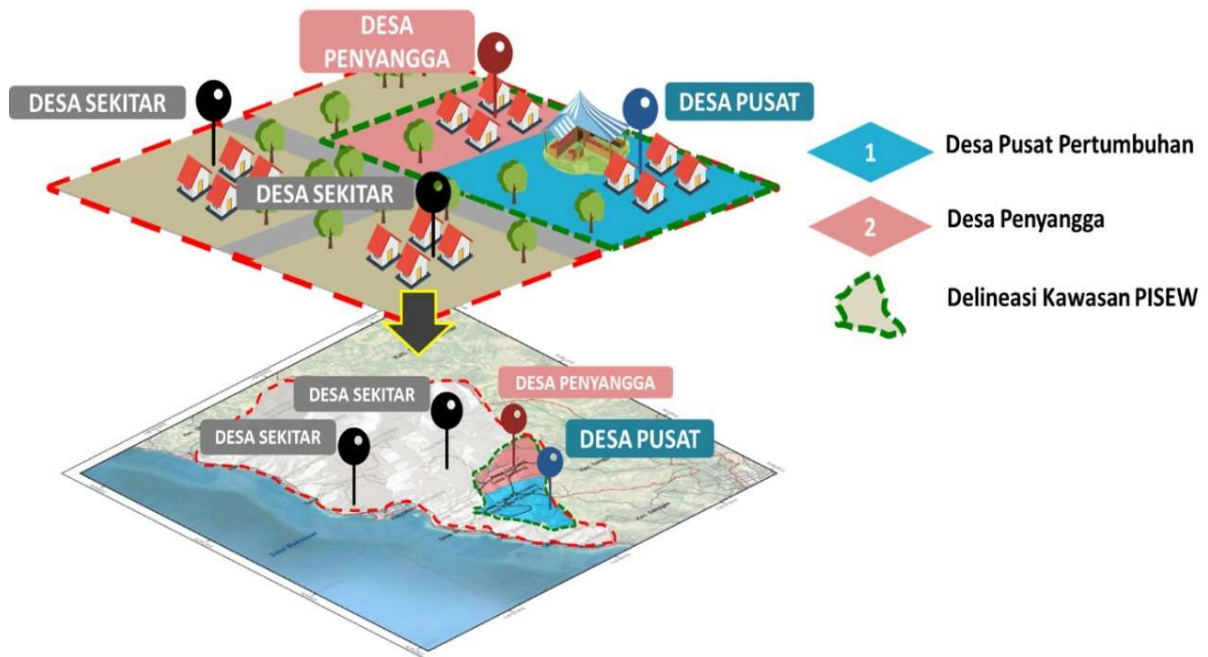 DESA
PENYANGGA
DESA SEKITAR
DESA PUSAT
DESA SEKITAR
1
Desa Pusat Pertumbuhan
2
Desa Penyangga
Delineasi Kawasan PISEW
DESA SEKITAR
DESA PENYANGGA
DESA SEKITAR
DESA PUSAT